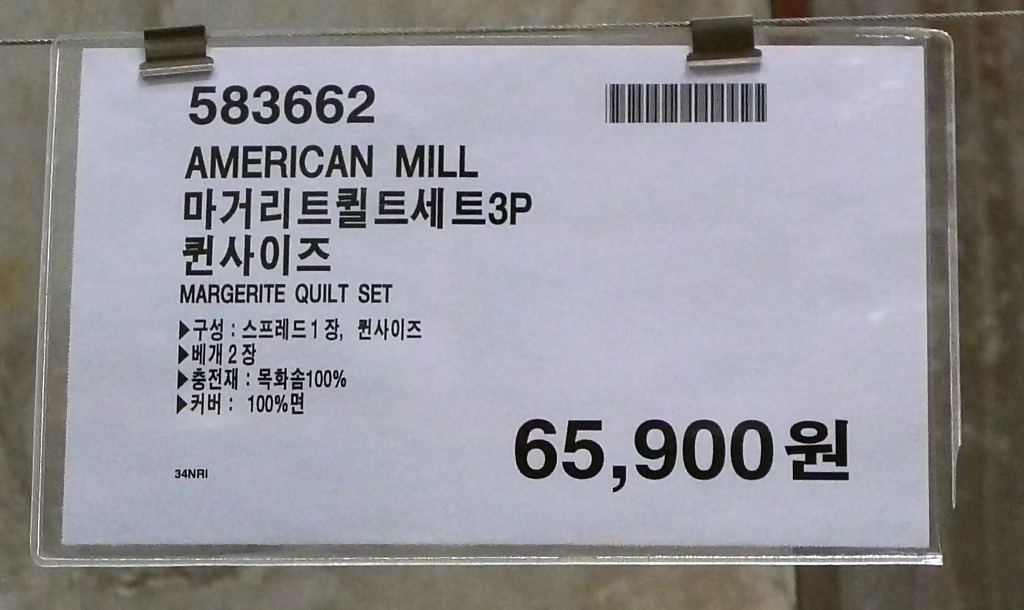 583662
AMERICAN MILL
마거리트퀼트세트3P
퀸사이즈
MARGERITE QUILT SET
▶구성 : 스프레드 1 장, 퀸사이즈
▶베개 2 장
▶충전재 : 목화솜100%
▶커버 : 100%면
65,900원
34NRI